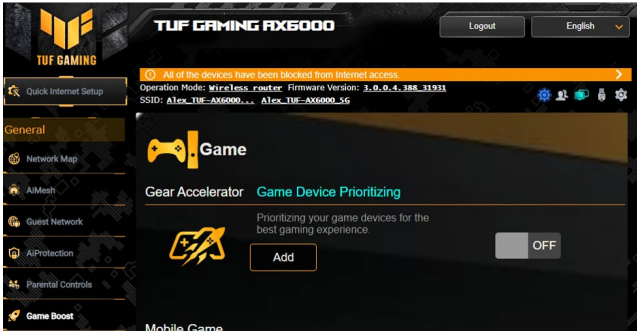 TUF GAMING
TUF GAMING AX6000
Logout
English
All of the devices have been blocked from Internet access.
Quick Internet Setup
Operation Mode: Wireless router Firmware Version: 3.0.0.4.388_31931
SSID: Alex_TUF-AX6000... Alex_TUF-AX6000_5G
General
Network Map
AiMesh
Guest Network
AiProtection
Parental Controls
Game Boost
Game
Gear Accelerator Game Device Prioritizing
Prioritizing your game devices for the
best gaming experience.
Add
OFF
Mobile Game